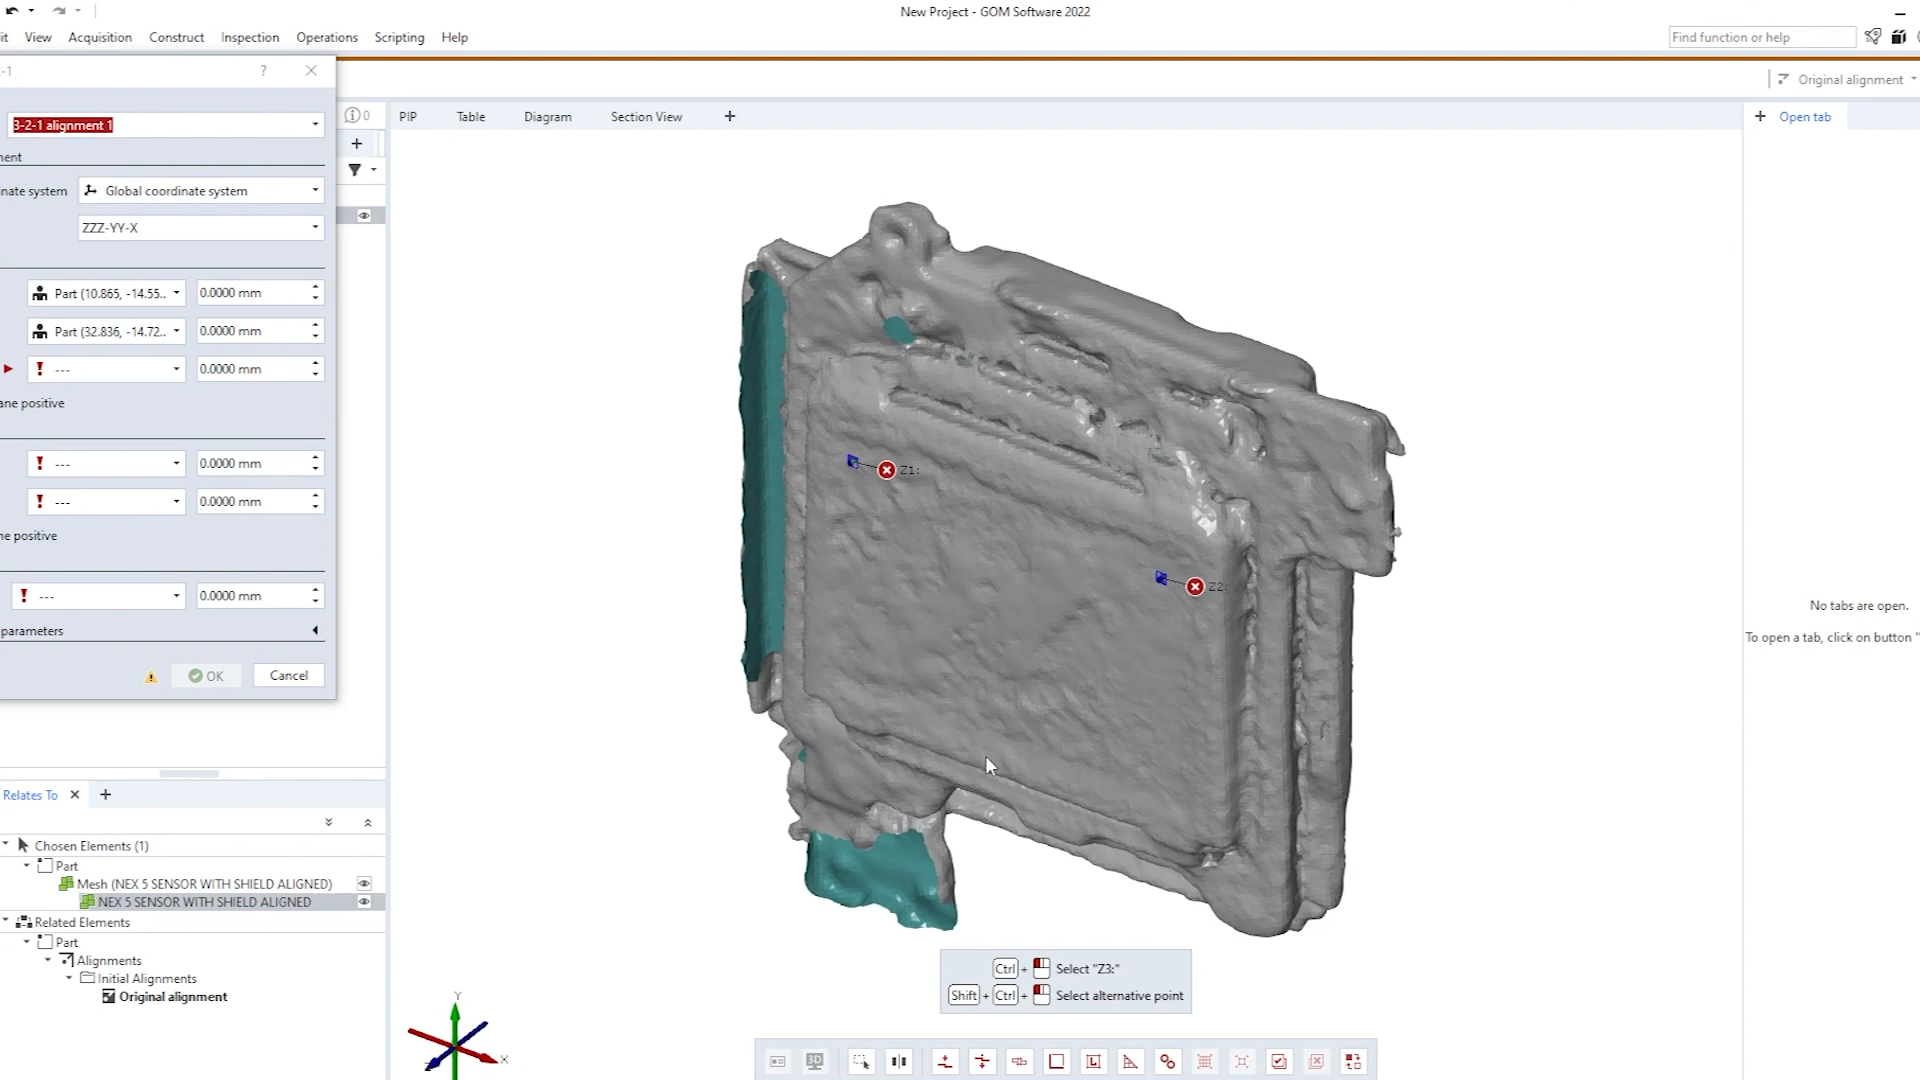 New Project - GOM Software 2022
it View Acquisition Construct Inspection Operations Scripting Help
Find function or help
-1 ?
Original alignment
3-2-1 alignment 1
0
PIP Table Diagram Section View +
+ Open tab
nent
nate system Global coordinate system
ZZZ-YY-X
Part (10.865, -14.55.. 0.0000 mm
Part (32.836, -14.72.. 0.0000 mm
--- 0.0000 mm
ane positive
--- 0.0000 mm
--- 0.0000 mm
ne positive
--- 0.0000 mm
parameters
OK Cancel
Z1:
Z2:
No tabs are open.
To open a tab, click on button "
Relates To
Chosen Elements (1)
Part
Mesh (NEX 5 SENSOR WITH SHIELD ALIGNED)
NEX 5 SENSOR WITH SHIELD ALIGNED
Related Elements
Part
Alignments
Initial Alignments
Original alignment
Ctrl + Select "Z3:"
Shift + Ctrl + Select alternative point
Y
X
3D